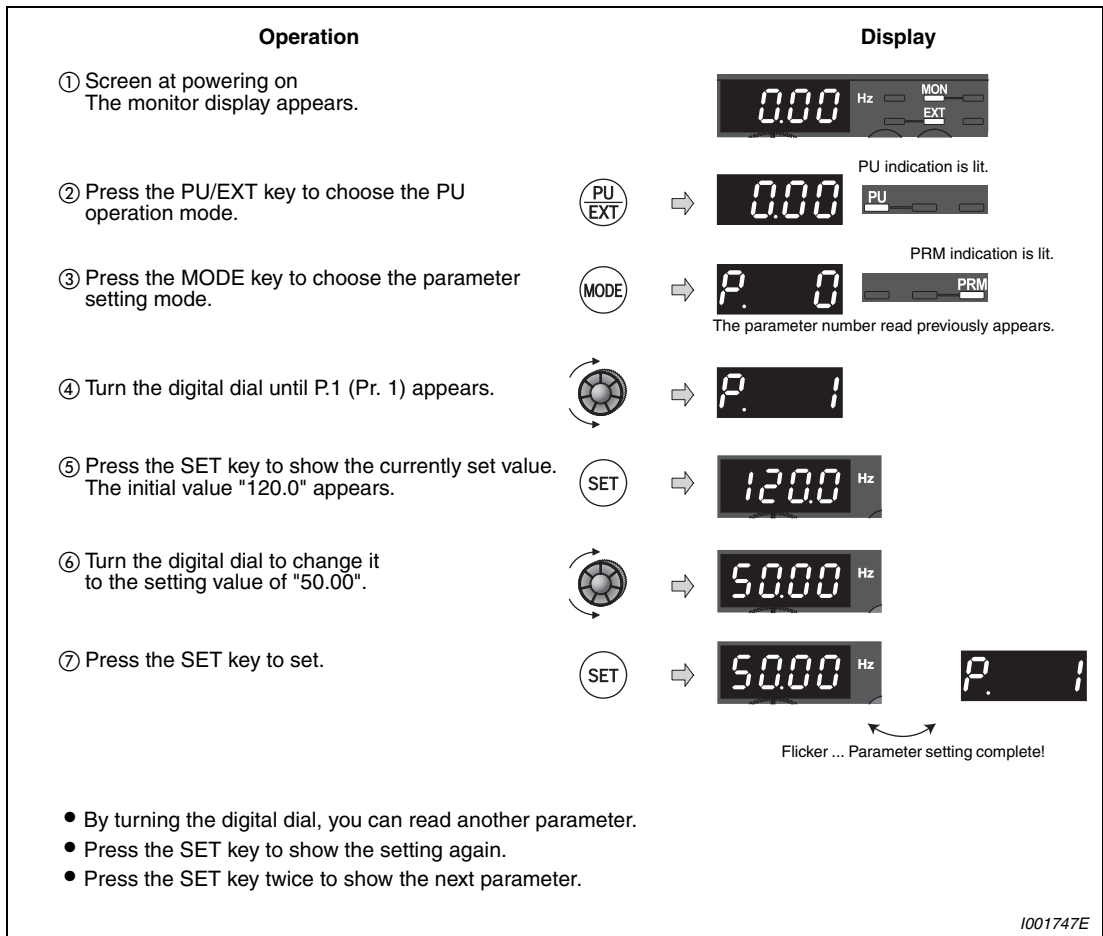 Operation
Display
① Screen at powering on
The monitor display appears.
0.00 Hz MON EXT
② Press the PU/EXT key to choose the PU
operation mode.
PU
EXT
PU indication is lit.
0.00 PU
③ Press the MODE key to choose the parameter
setting mode.
MODE
PRM indication is lit.
P. 0 PRM
The parameter number read previously appears.
④ Turn the digital dial until P.1 (Pr. 1) appears.
P. 1
⑤ Press the SET key to show the currently set value.
The initial value "120.0" appears.
SET
120.0 Hz
⑥ Turn the digital dial to change it
to the setting value of "50.00".
50.00 Hz
⑦ Press the SET key to set.
SET
50.00 Hz
P. 1
Flicker ... Parameter setting complete!
• By turning the digital dial, you can read another parameter.
• Press the SET key to show the setting again.
• Press the SET key twice to show the next parameter.
I001747E